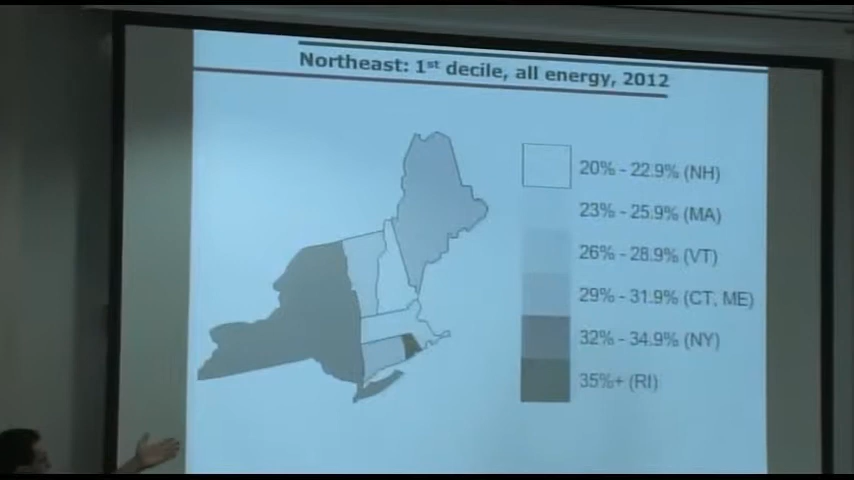 Northeast: 1st decile, all energy, 2012
20% - 22.9% (NH)
23% - 25.9% (MA)
26% - 28.9% (VT)
29% - 31.9% (CT, ME)
32% - 34.9% (NY)
35%+ (RI)